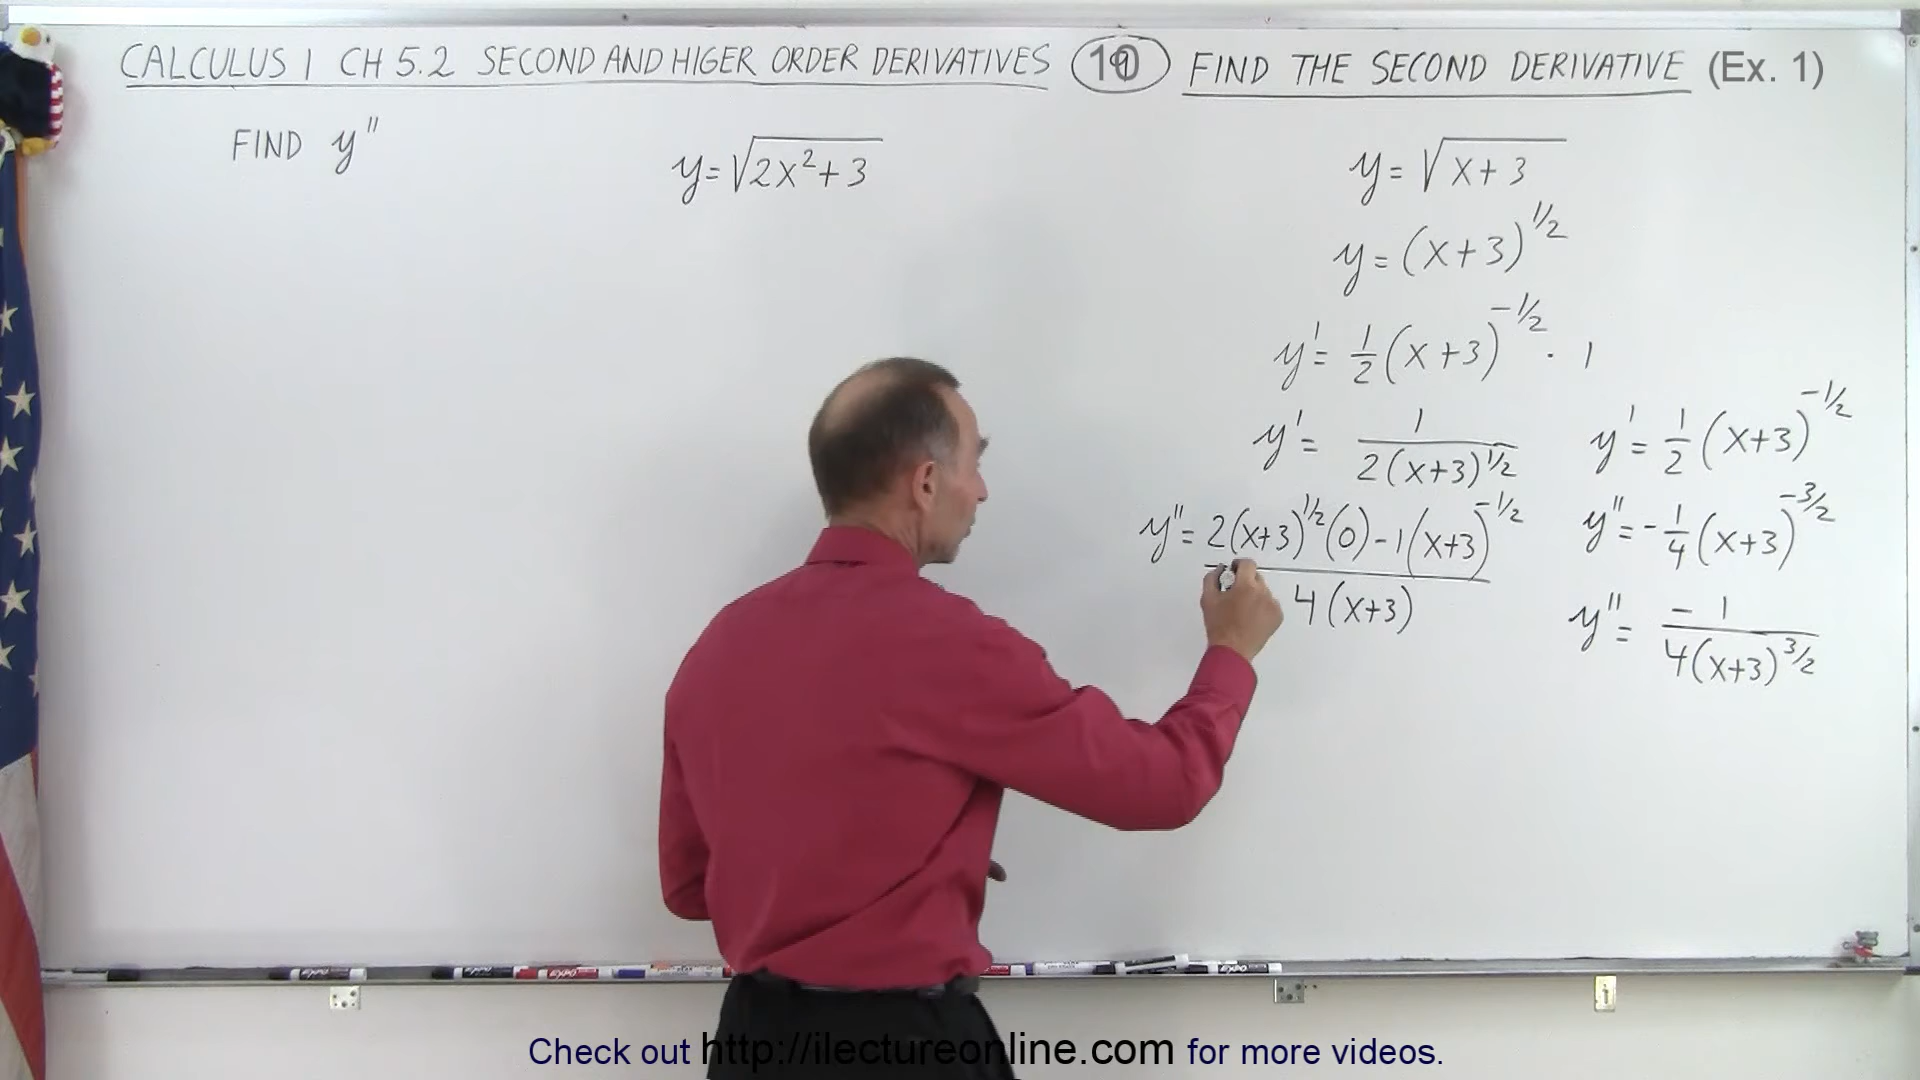 CALCULUS 1 CH 5.2 SECOND AND HIGER ORDER DERIVATIVES 10 FIND THE SECOND DERIVATIVE (Ex. 1)
FIND y''
y = √(2x² + 3)
y = √(x + 3)
y = (x + 3)^1/2
y' = 1/2 (x + 3)^-1/2 · 1
y' = 1 / 2(x+3)^1/2
y'' = 2(x+3)^1/2 (0) - 1(x+3)^-1/2 / 4(x+3)
y' = 1/2 (x+3)^-1/2
y'' = -1/4 (x+3)^-3/2
y'' = -1 / 4(x+3)^3/2
Check out http://ilectureonline.com for more videos.